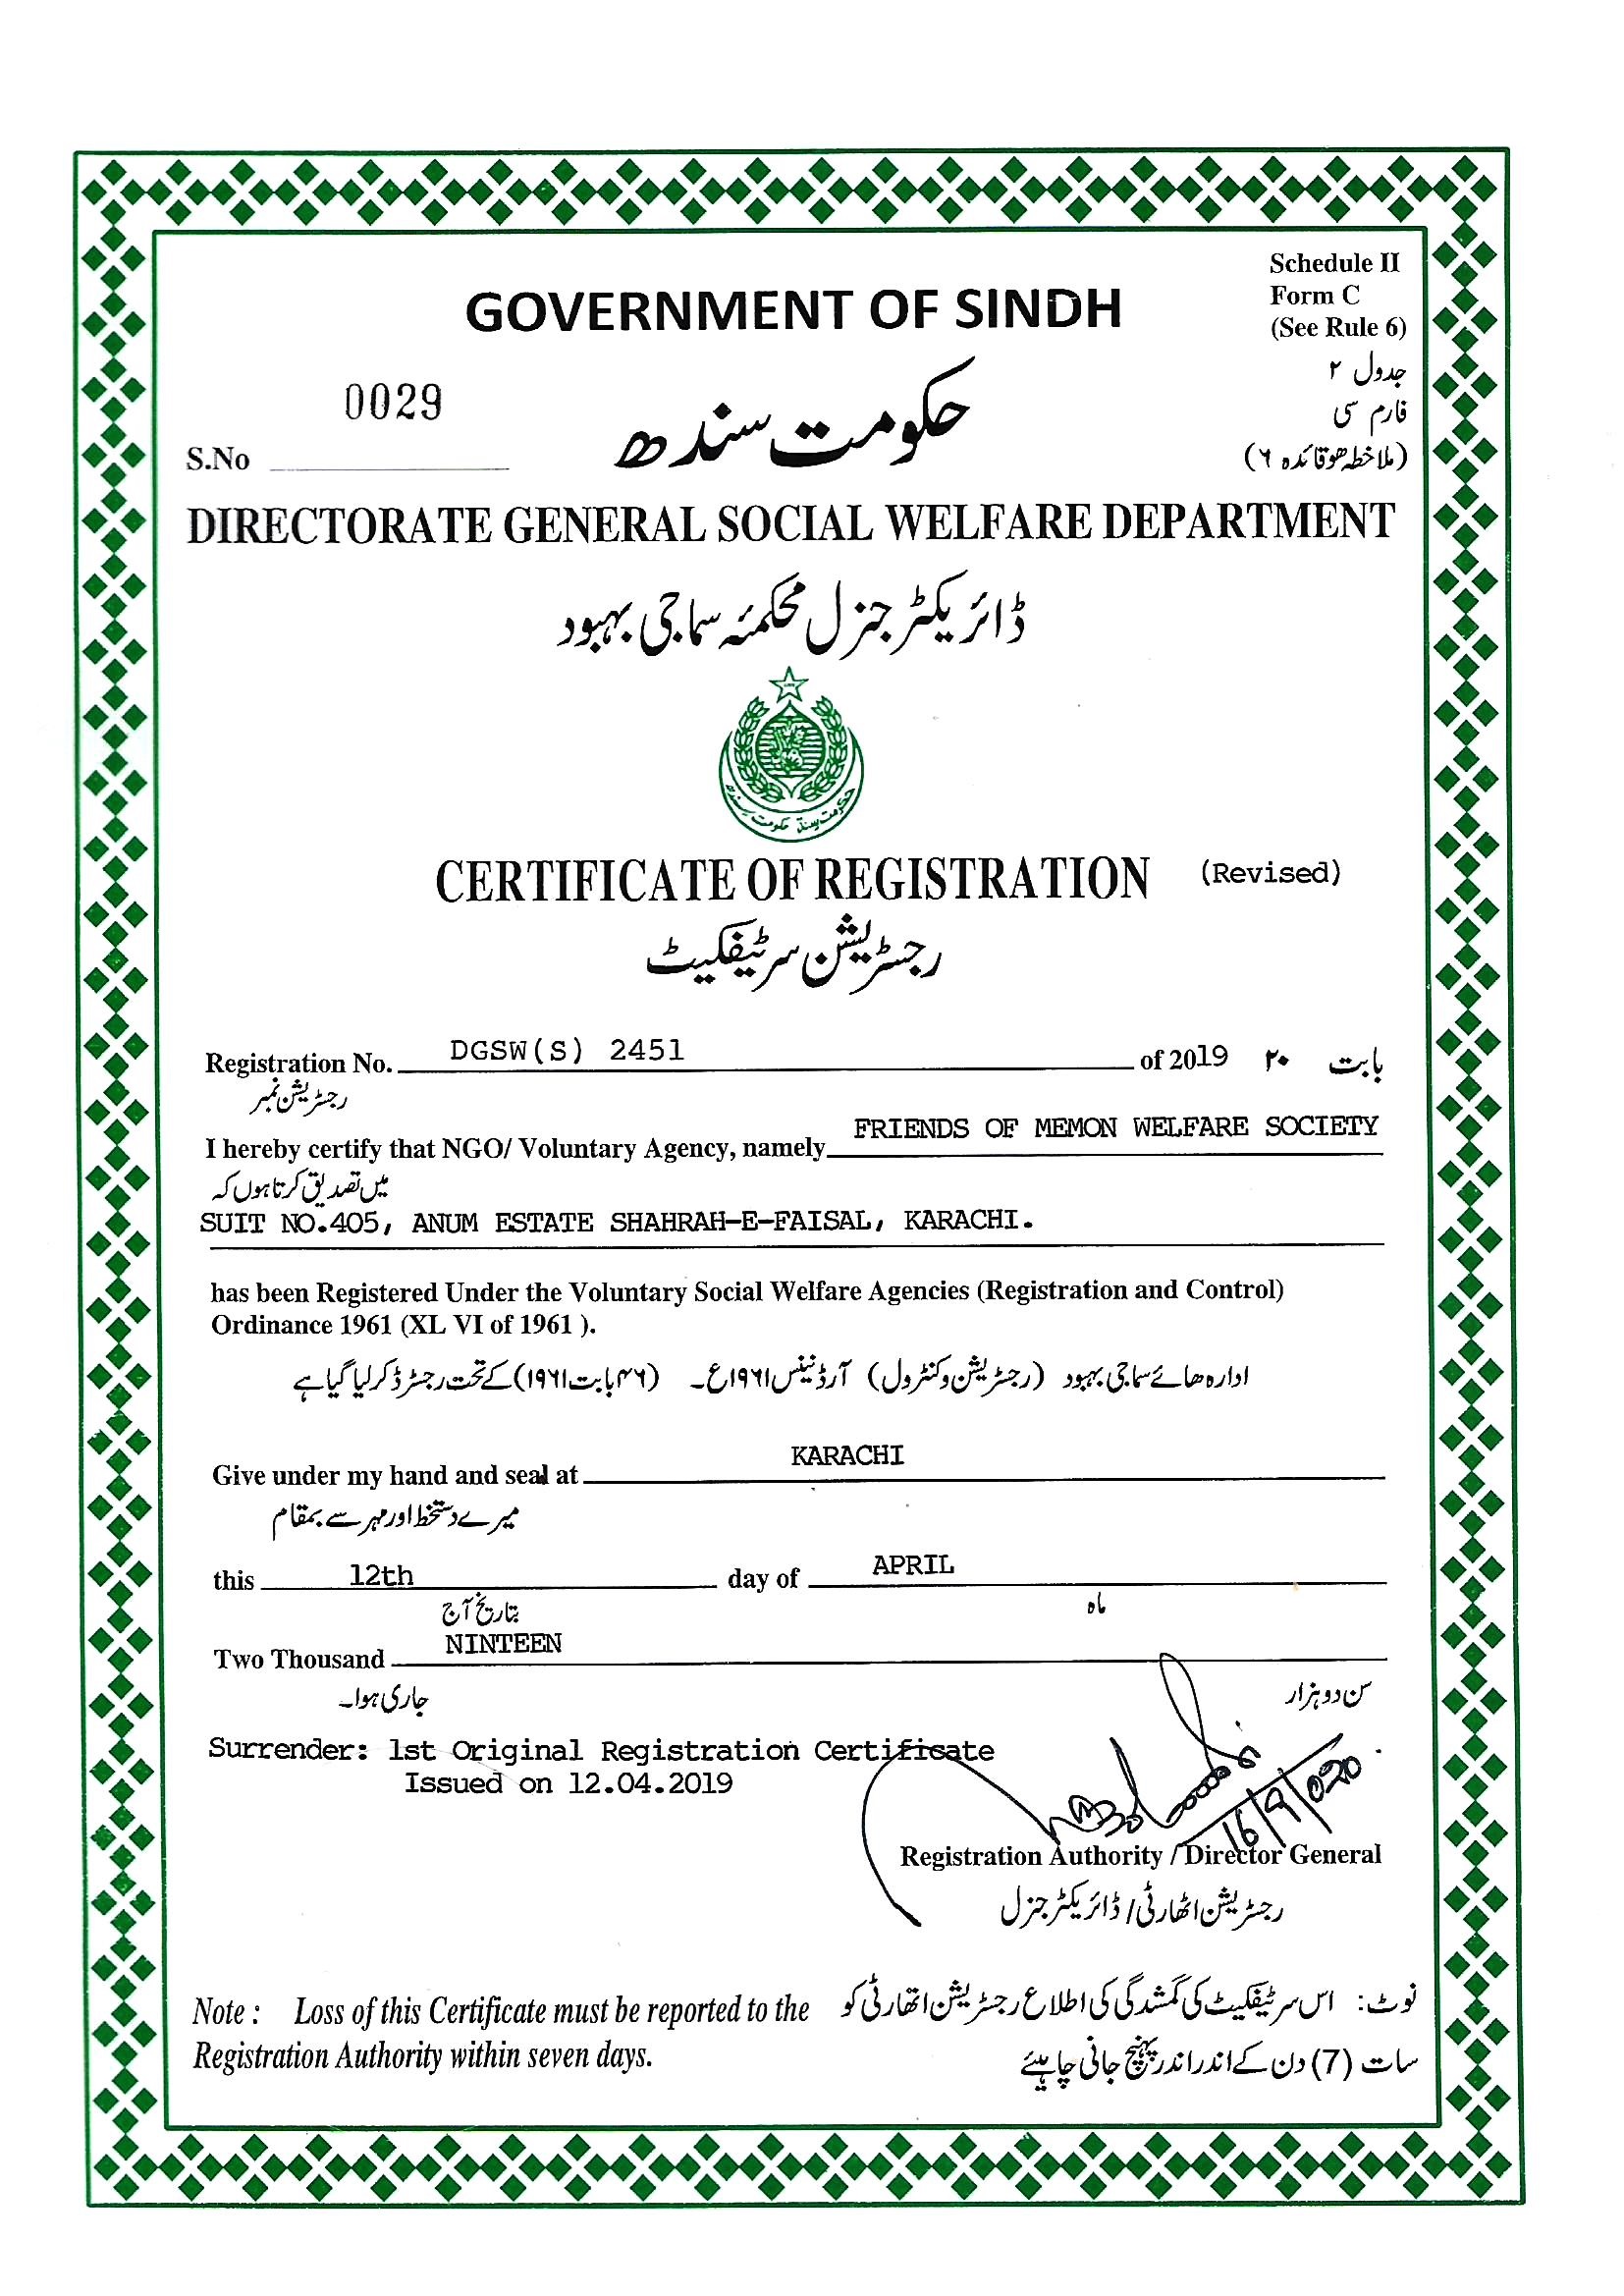 Schedule II
Form C
(See Rule 6)
GOVERNMENT OF SINDH
جدول ۲
فارم سی
(ملاخطہ ھو قائدہ ۶)
0029
S.No
حکومت سندھ
DIRECTORATE GENERAL SOCIAL WELFARE DEPARTMENT
ڈائریکٹر جنرل محکمئہ سماجی بہبود
CERTIFICATE OF REGISTRATION (Revised)
رجسٹریشن سرٹیفکیٹ
Registration No. DGSW(S) 2451 of 2019 ۲۰ بابت
رجسٹریشن نمبر
I hereby certify that NGO/ Voluntary Agency, namely FRIENDS OF MEMON WELFARE SOCIETY
میں تصدیق کرتا ہوں کہ
SUIT NO.405, ANUM ESTATE SHAHRAH-E-FAISAL, KARACHI.
has been Registered Under the Voluntary Social Welfare Agencies (Registration and Control)
Ordinance 1961 (XL VI of 1961 ).
ادارہ ھائے سماجی بہبود (رجسٹریشن و کنٹرول) آرڈیننس ۱۹۶۱ع۔ (۴۶ بابت ۱۹۶۱) کے تحت رجسٹرڈ کرلیا گیا ہے
Give under my hand and seal at KARACHI
میرے دستخط اور مہر سے بمقام
this 12th day of APRIL
بتاریخ آج ماہ
Two Thousand NINTEEN
جاری ہوا۔ سن دو ہزار
Surrender: 1st Original Registration Certificate
Issued on 12.04.2019
16/9/020
Registration Authority / Director General
رجسٹریشن اتھارٹی/ ڈائریکٹر جنرل
Note : Loss of this Certificate must be reported to the
Registration Authority within seven days.
نوٹ: اس سرٹیفکیٹ کی گمشدگی کی اطلاع رجسٹریشن اتھارٹی کو
سات (7) دن کے اندر اندر پہنچ جانی چاہیئے